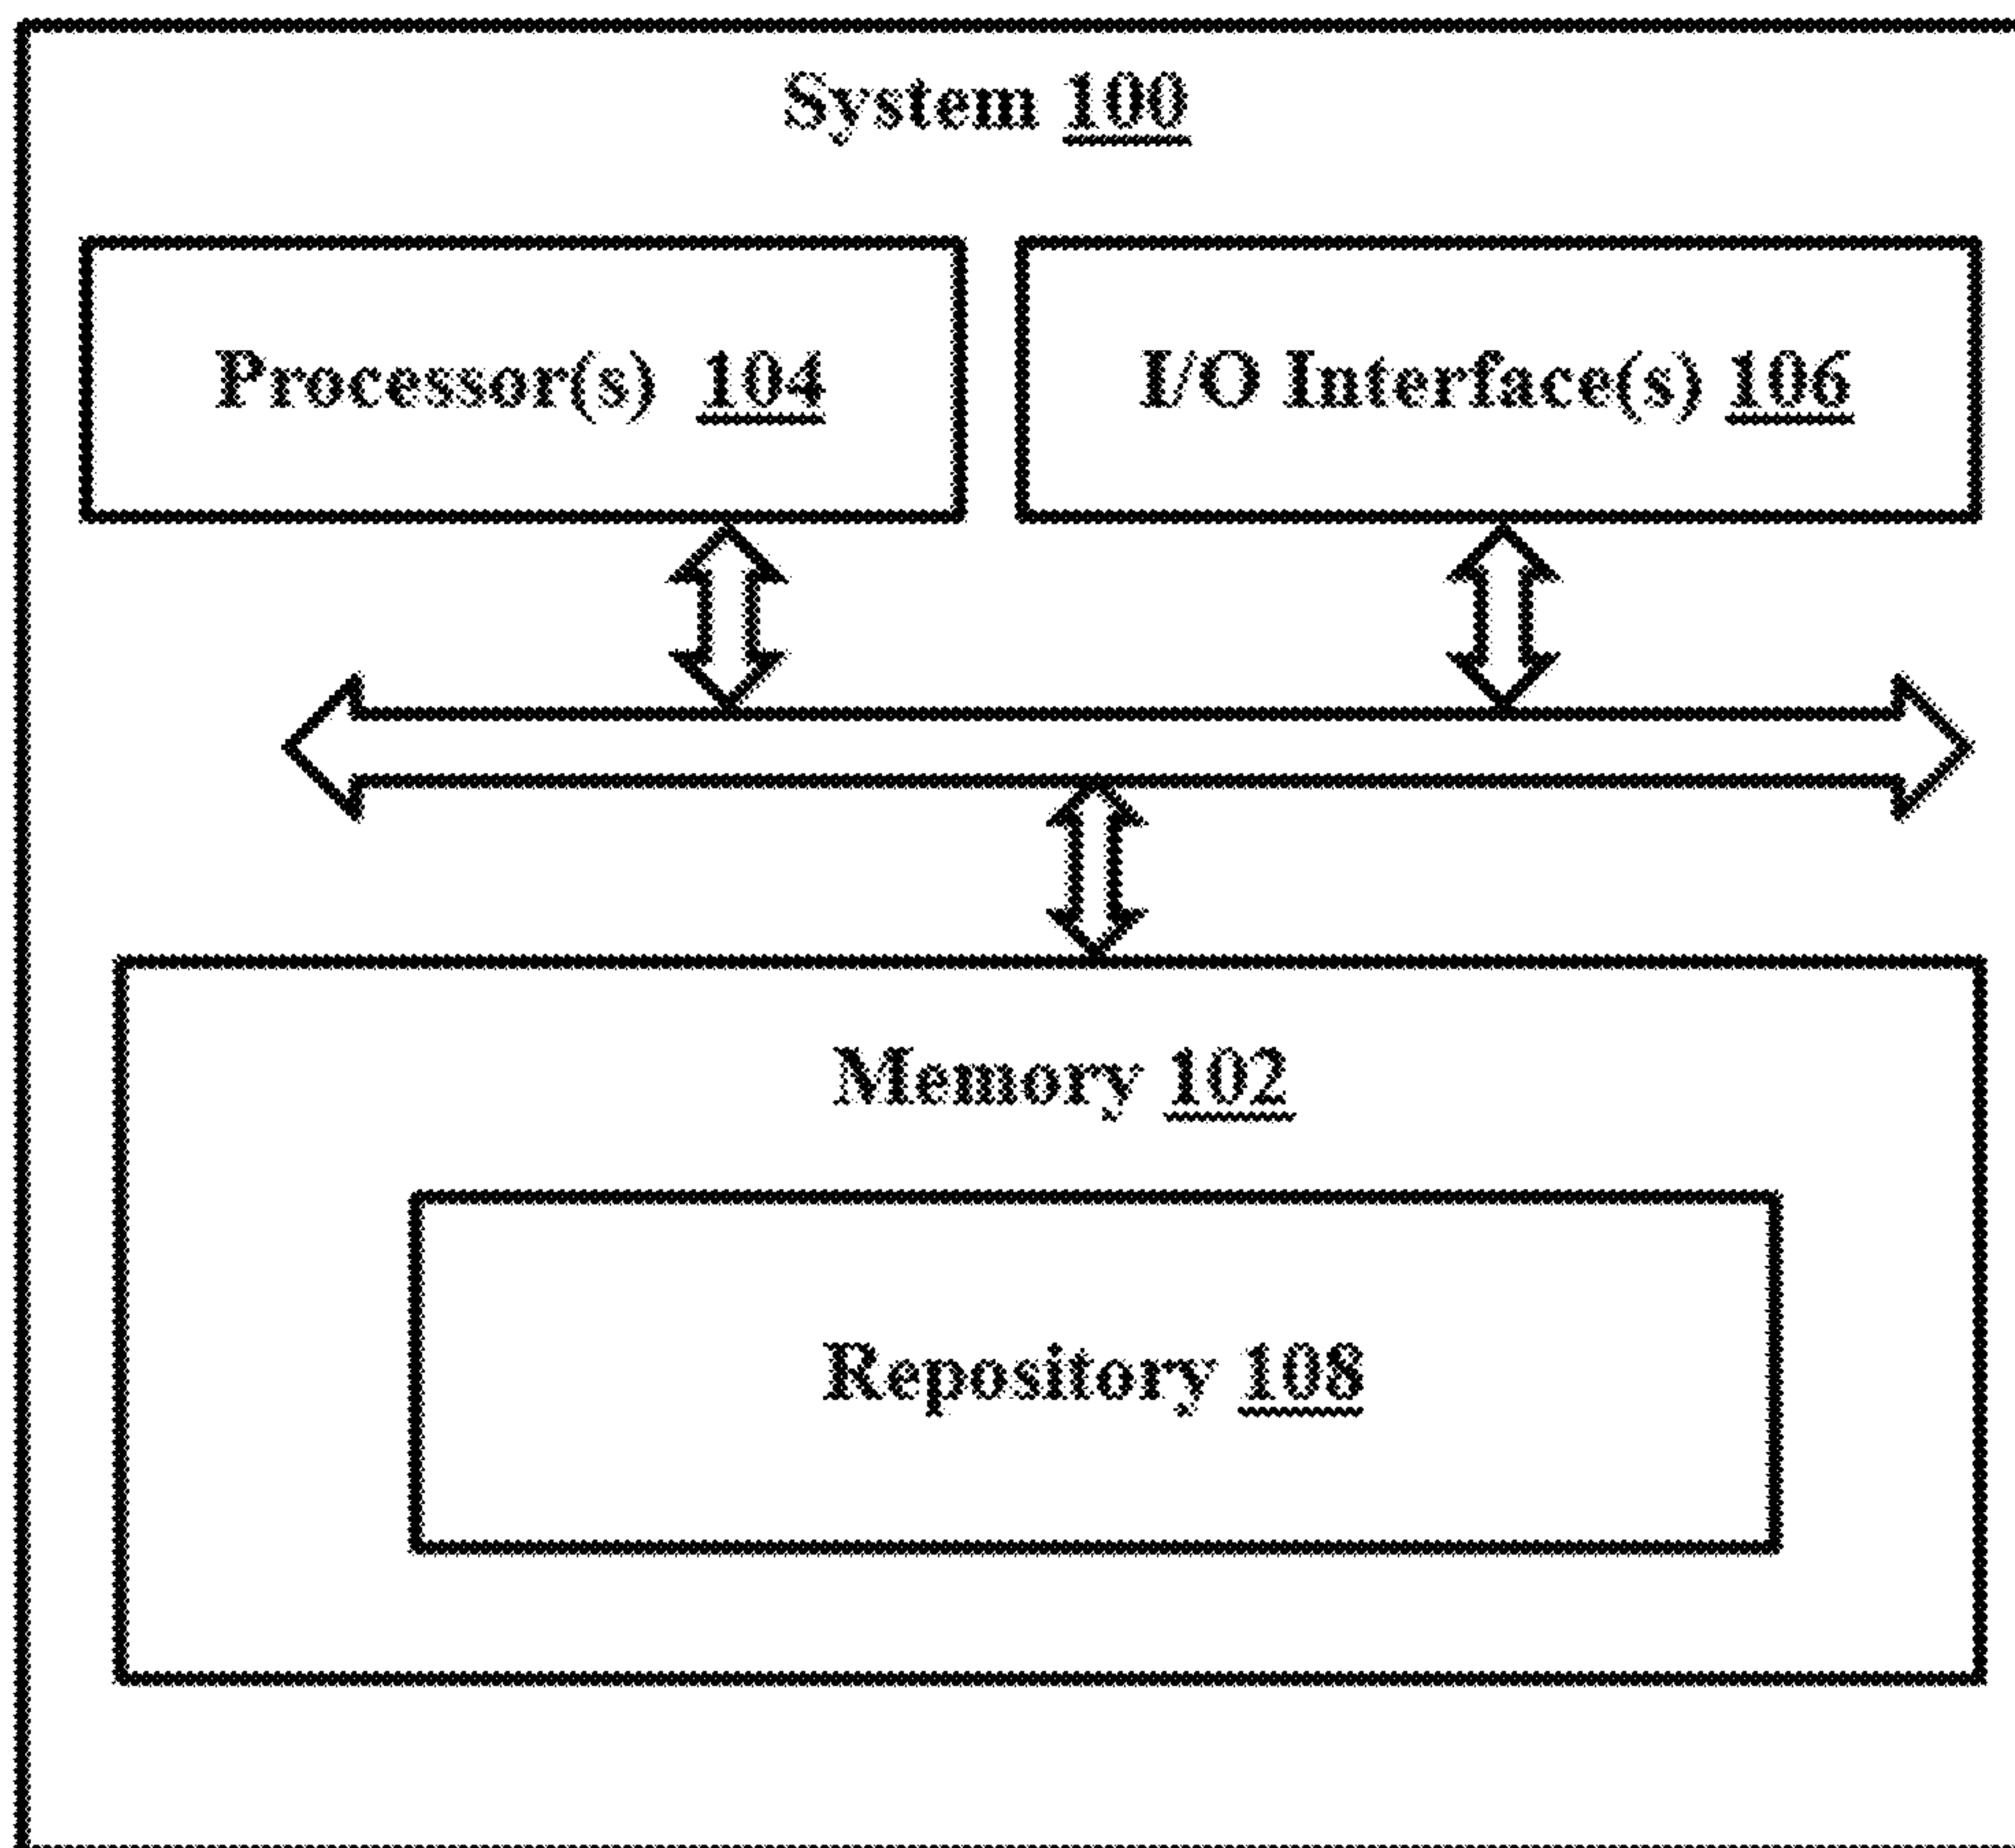 System 100
Processor(s) 104
I/O Interface(s) 106
Memory 102
Repository 108